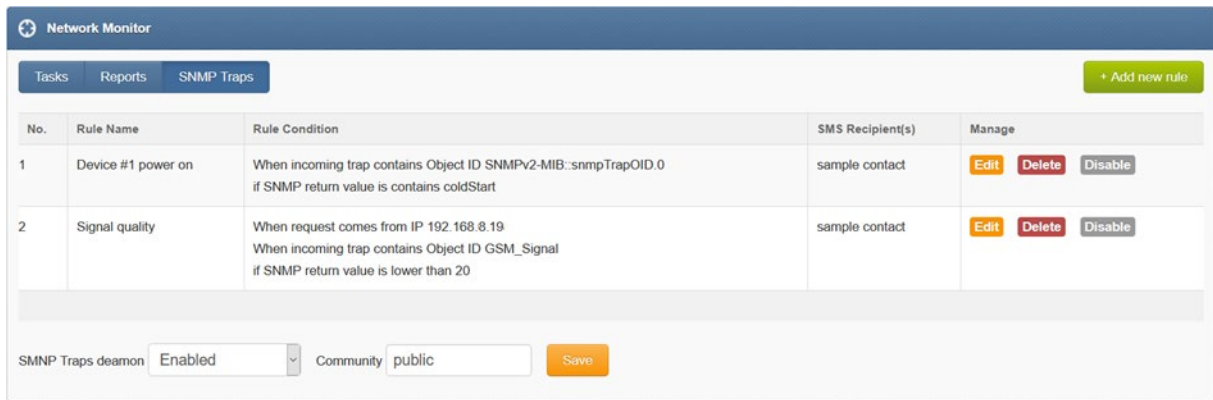 Network Monitor
Tasks Reports SNMP Traps + Add new rule
No. Rule Name Rule Condition SMS Recipient(s) Manage
1 Device #1 power on When incoming trap contains Object ID SNMPv2-MIB::snmpTrapOID.0 sample contact Edit Delete Disable
if SNMP return value is contains coldStart
2 Signal quality When request comes from IP 192.168.8.19 sample contact Edit Delete Disable
When incoming trap contains Object ID GSM_Signal
if SNMP return value is lower than 20
SMNP Traps deamon Enabled Community public Save